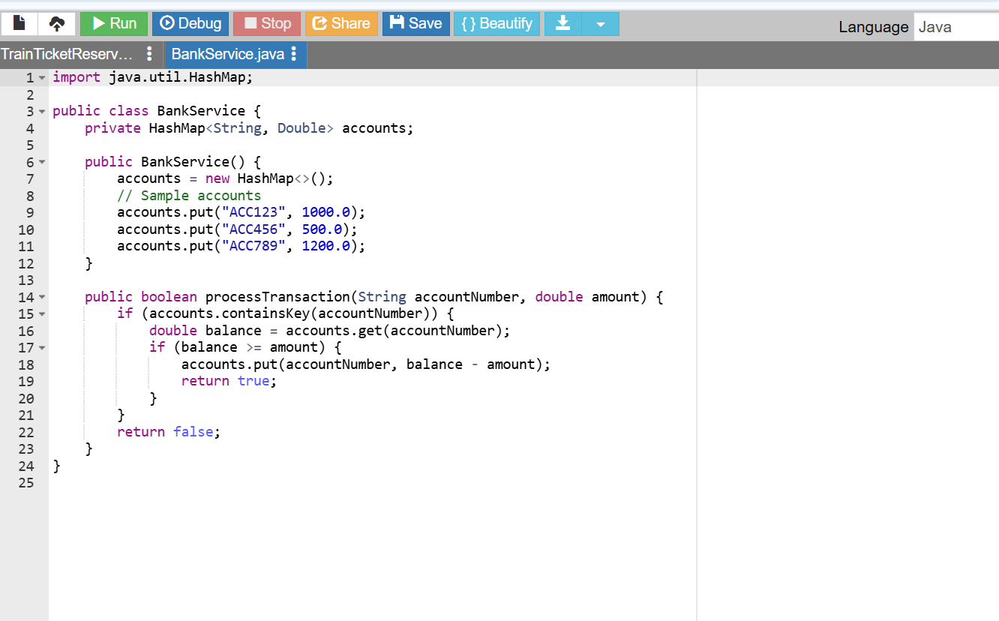 Run Debug Stop Share Save { } Beautify Language Java
TrainTicketReserv... BankService.java
1 import java.util.HashMap;
2
3 public class BankService {
4     private HashMap<String, Double> accounts;
5
6     public BankService() {
7         accounts = new HashMap<>();
8         // Sample accounts
9         accounts.put("ACC123", 1000.0);
10         accounts.put("ACC456", 500.0);
11         accounts.put("ACC789", 1200.0);
12     }
13
14     public boolean processTransaction(String accountNumber, double amount) {
15         if (accounts.containsKey(accountNumber)) {
16             double balance = accounts.get(accountNumber);
17             if (balance >= amount) {
18                 accounts.put(accountNumber, balance - amount);
19                 return true;
20             }
21         }
22         return false;
23     }
24 }
25